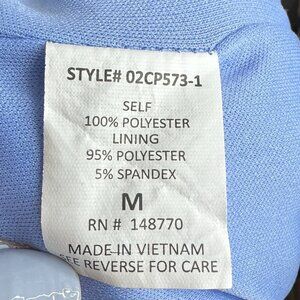 STYLE# 02CP573-1
SELF
100% POLYESTER
LINING
95% POLYESTER
5% SPANDEX
M
RN # 148770
MADE IN VIETNAM
SEE REVERSE FOR CARE